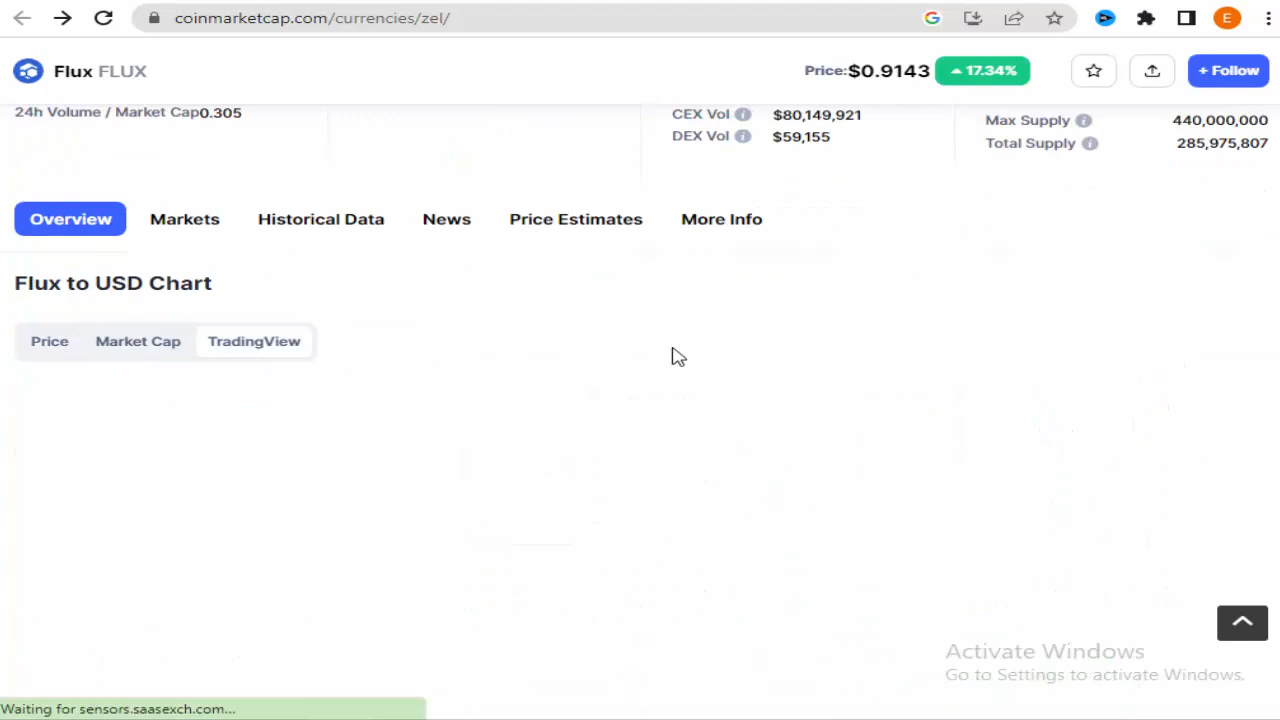 coinmarketcap.com/currencies/zel/
E
Flux FLUX
Price:$0.9143
17.34%
+ Follow
24h Volume / Market Cap0.305
CEX Vol $80,149,921
DEX Vol $59,155
Max Supply 440,000,000
Total Supply 285,975,807
Overview Markets Historical Data News Price Estimates More Info
Flux to USD Chart
Price Market Cap TradingView
Activate Windows
Go to Settings to activate Windows.
Waiting for sensors.saasexch.com...